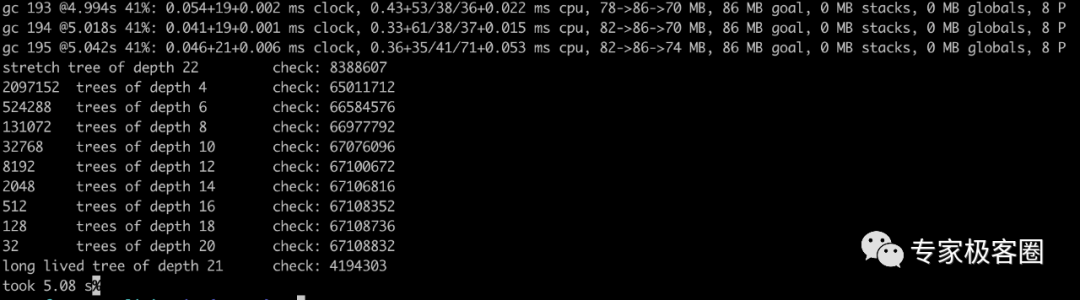 gc 193 @4.994s 41%: 0.054+19+0.002 ms clock, 0.43+53/38/36+0.022 ms cpu, 78->86->70 MB, 86 MB goal, 0 MB stacks, 0 MB globals, 8 P
gc 194 @5.018s 41%: 0.041+19+0.001 ms clock, 0.33+61/38/37+0.015 ms cpu, 82->86->70 MB, 86 MB goal, 0 MB stacks, 0 MB globals, 8 P
gc 195 @5.042s 41%: 0.046+21+0.006 ms clock, 0.36+35/41/71+0.053 ms cpu, 82->86->74 MB, 86 MB goal, 0 MB stacks, 0 MB globals, 8 P
stretch tree of depth 22 check: 8388607
2097152 trees of depth 4 check: 65011712
524288 trees of depth 6 check: 66584576
131072 trees of depth 8 check: 66977792
32768 trees of depth 10 check: 67076096
8192 trees of depth 12 check: 67100672
2048 trees of depth 14 check: 67106816
512 trees of depth 16 check: 67108352
128 trees of depth 18 check: 67108736
32 trees of depth 20 check: 67108832
long lived tree of depth 21 check: 4194303
took 5.08 s%
专家极客圈